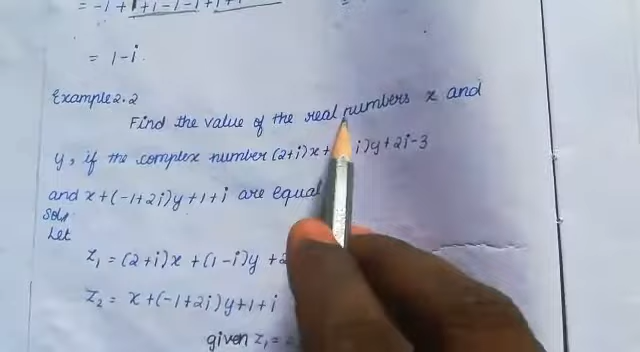 = 1-i
Example 2.2
Find the value of the real numbers x and
y, if the complex number (2+i)x+ i)y+2i-3
and x+(-1+2i)y+1+i are equal
Soln
Let
Z₁ = (2+i)x +(1-i)y +2
Z₂ = x+(-1+2i)y+1+i
given Z₁=